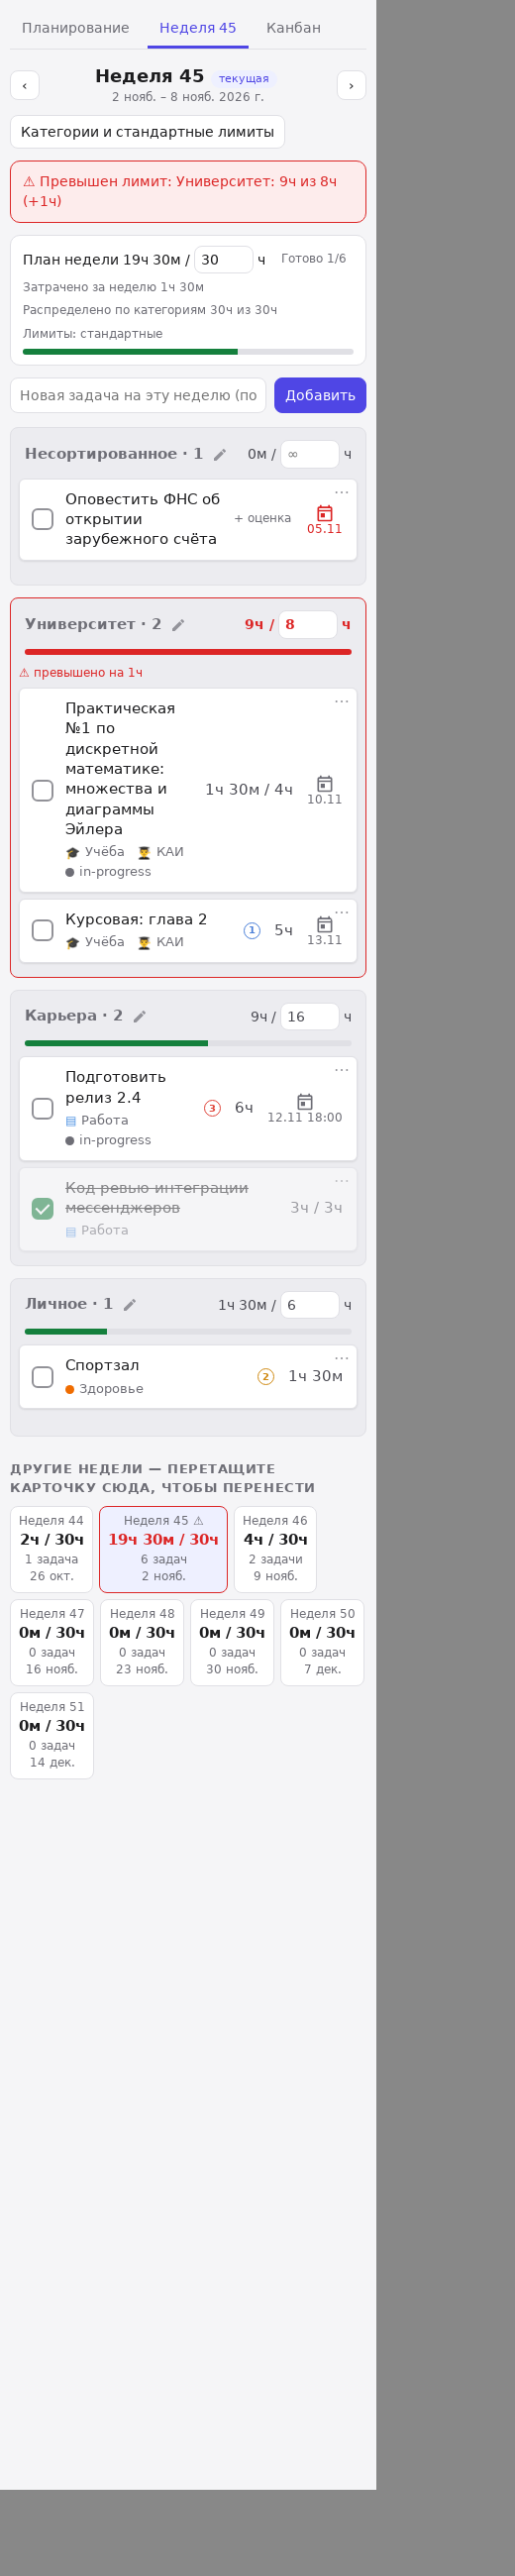 Планирование Неделя 45 Канбан
‹ Неделя 45 текущая ›
2 нояб. – 8 нояб. 2026 г.
Категории и стандартные лимиты
⚠ Превышен лимит: Университет: 9ч из 8ч
(+1ч)
План недели 19ч 30м / 30 ч Готово 1/6
Затрачено за неделю 1ч 30м
Распределено по категориям 30ч из 30ч
Лимиты: стандартные
Новая задача на эту неделю (по Добавить
Несортированное · 1 0м / ∞ ч
...
Оповестить ФНС об
открытии
зарубежного счёта
+ оценка
05.11
Университет · 2 9ч / 8 ч
⚠ превышено на 1ч
...
Практическая
№1 по
дискретной
математике:
множества и
диаграммы
Эйлера
🎓 Учёба 👨‍🎓 КАИ
in-progress
1ч 30м / 4ч
10.11
...
Курсовая: глава 2
🎓 Учёба 👨‍🎓 КАИ
1 5ч
13.11
Карьера · 2 9ч / 16 ч
...
Подготовить
релиз 2.4
Работа
in-progress
3 6ч
12.11 18:00
...
Код ревью интеграции
мессенджеров
Работа
3ч / 3ч
Личное · 1 1ч 30м / 6 ч
...
Спортзал
Здоровье
2 1ч 30м
ДРУГИЕ НЕДЕЛИ — ПЕРЕТАЩИТЕ
КАРТОЧКУ СЮДА, ЧТОБЫ ПЕРЕНЕСТИ
Неделя 44
2ч / 30ч
1 задача
26 окт.
Неделя 45 ⚠
19ч 30м / 30ч
6 задач
2 нояб.
Неделя 46
4ч / 30ч
2 задачи
9 нояб.
Неделя 47
0м / 30ч
0 задач
16 нояб.
Неделя 48
0м / 30ч
0 задач
23 нояб.
Неделя 49
0м / 30ч
0 задач
30 нояб.
Неделя 50
0м / 30ч
0 задач
7 дек.
Неделя 51
0м / 30ч
0 задач
14 дек.